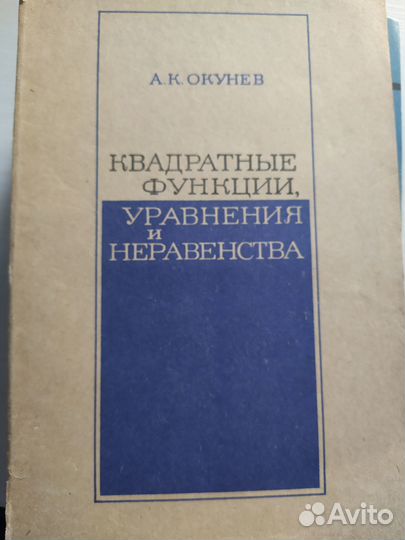 А.К.ОКУНЕВ
КВАДРАТНЫЕ
ФУНКЦИИ,
УРАВНЕНИЯ
И
НЕРАВЕНСТВА
Avito